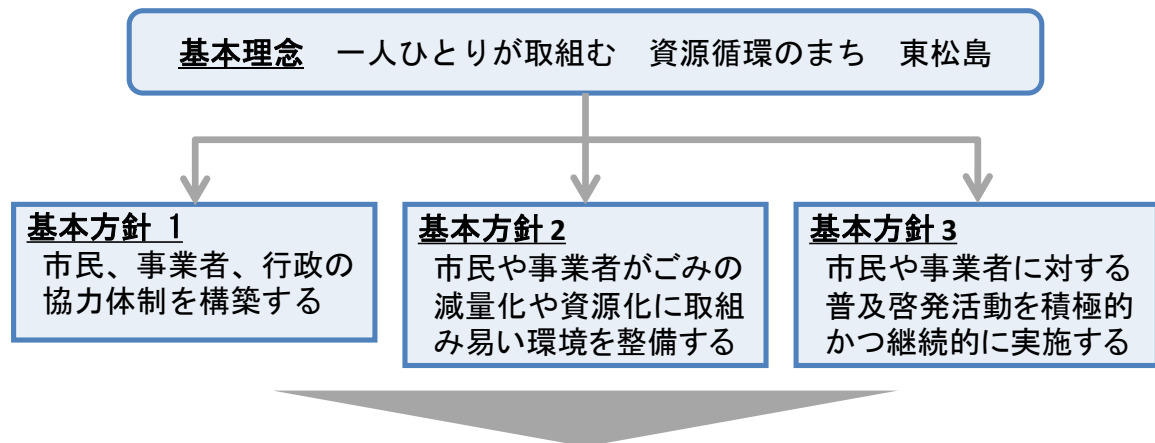 基本理念　一人ひとりが取組む　資源循環のまち　東松島
基本方針 1
市民、事業者、行政の
協力体制を構築する
基本方針 2
市民や事業者がごみの
減量化や資源化に取組
み易い環境を整備する
基本方針 3
市民や事業者に対する
普及啓発活動を積極的
かつ継続的に実施する